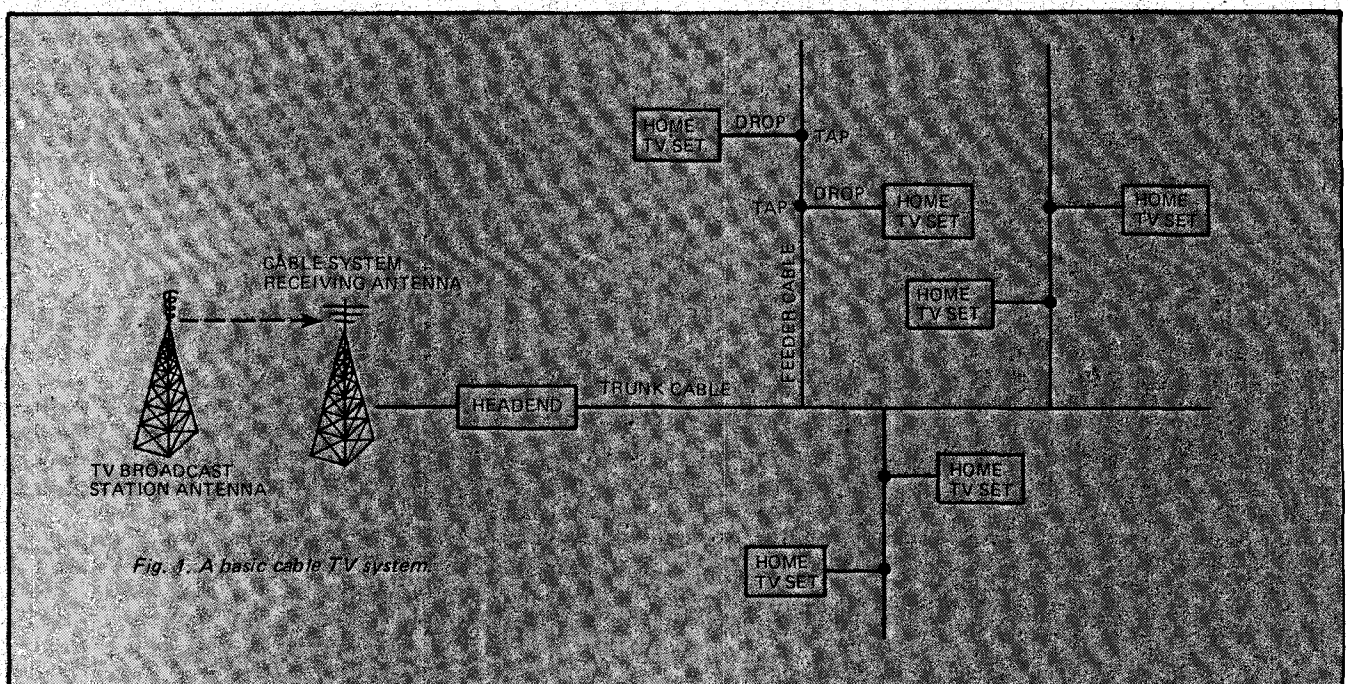 HOME
TV SET
DROP
TAP
TAP
DROP
HOME
TV SET
HOME
TV SET
CABLE SYSTEM
RECEIVING ANTENNA
FEEDER CABLE
HOME
TV SET
HEADEND
TRUNK CABLE
TV BROADCAST
STATION ANTENNA
HOME
TV SET
HOME
TV SET
Fig. 1. A basic cable TV system.